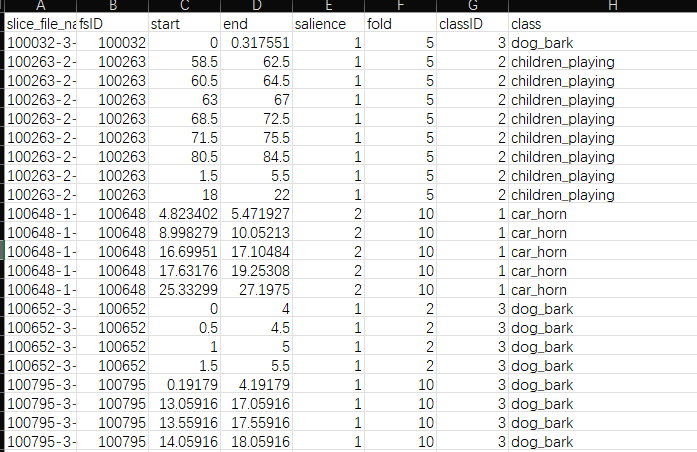 A B C D E F G H
slice_file_na fsID start end salience fold classID class
100032-3- 100032 0 0.317551 1 5 3 dog_bark
100263-2- 100263 58.5 62.5 1 5 2 children_playing
100263-2- 100263 60.5 64.5 1 5 2 children_playing
100263-2- 100263 63 67 1 5 2 children_playing
100263-2- 100263 68.5 72.5 1 5 2 children_playing
100263-2- 100263 71.5 75.5 1 5 2 children_playing
100263-2- 100263 80.5 84.5 1 5 2 children_playing
100263-2- 100263 1.5 5.5 1 5 2 children_playing
100263-2- 100263 18 22 1 5 2 children_playing
100648-1- 100648 4.823402 5.471927 2 10 1 car_horn
100648-1- 100648 8.998279 10.05213 2 10 1 car_horn
100648-1- 100648 16.69951 17.10484 2 10 1 car_horn
100648-1- 100648 17.63176 19.25308 2 10 1 car_horn
100648-1- 100648 25.33299 27.1975 2 10 1 car_horn
100652-3- 100652 0 4 1 2 3 dog_bark
100652-3- 100652 0.5 4.5 1 2 3 dog_bark
100652-3- 100652 1 5 1 2 3 dog_bark
100652-3- 100652 1.5 5.5 1 2 3 dog_bark
100795-3- 100795 0.19179 4.19179 1 10 3 dog_bark
100795-3- 100795 13.05916 17.05916 1 10 3 dog_bark
100795-3- 100795 13.55916 17.55916 1 10 3 dog_bark
100795-3- 100795 14.05916 18.05916 1 10 3 dog_bark